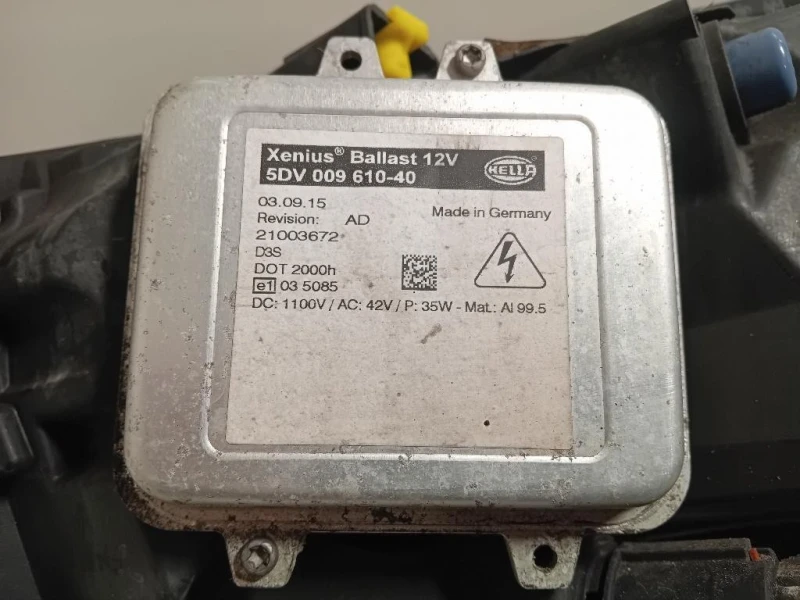 Xenius® Ballast 12V
5DV 009 610-40
HELLA
03.09.15
Made in Germany
Revision: AD
21003672
D3S
DOT 2000h
e1 03 5085
DC: 1100V / AC: 42V / P: 35W - Mat.: Al 99.5